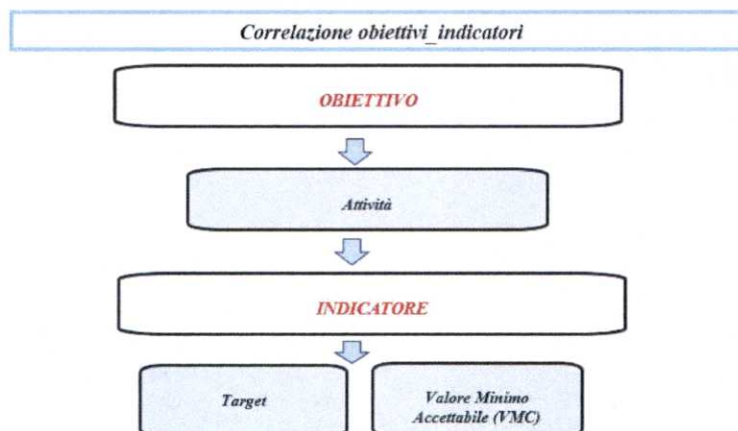 Correlazione obiettivi_indicatori
OBIETTIVO
Attività
INDICATORE
Target
Valore Minimo
Accettabile (VMC)